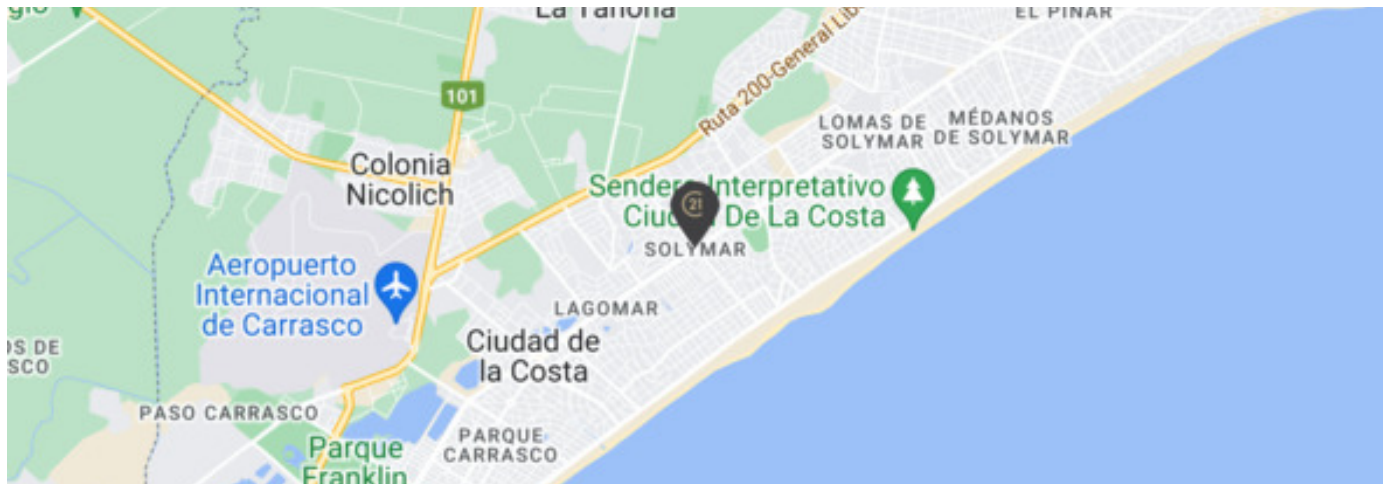 La Tahona
EL PINAR
Ruta 200-General Lib
101
LOMAS DE
SOLYMAR
MÉDANOS
DE SOLYMAR
Colonia
Nicolich
Sendero Interpretativo
Ciudad De La Costa
21
SOLYMAR
Aeropuerto
Internacional
de Carrasco
LAGOMAR
Ciudad de
la Costa
OS DE
SCO
PASO CARRASCO
PARQUE
CARRASCO
Parque
Franklin